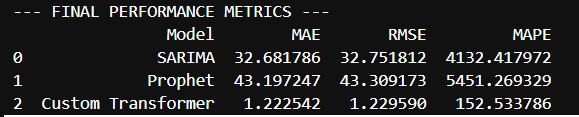 --- FINAL PERFORMANCE METRICS ---
Model MAE RMSE MAPE
0 SARIMA 32.681786 32.751812 4132.417972
1 Prophet 43.197247 43.309173 5451.269329
2 Custom Transformer 1.222542 1.229590 152.533786